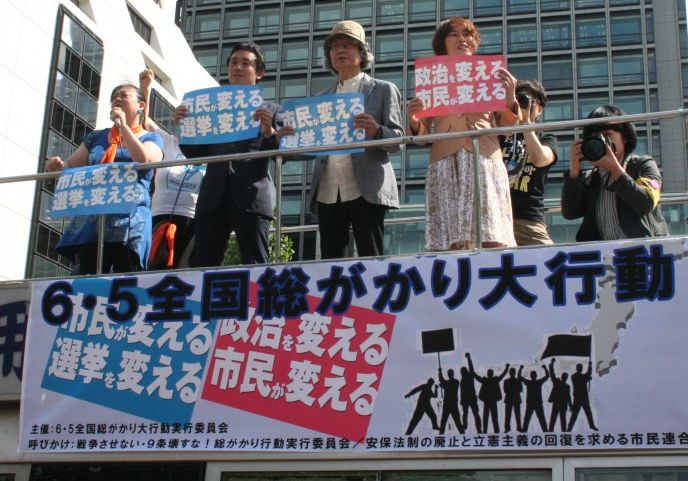 市民が変える
選挙を変える
市民が変える
選挙を変える
市民が変える
選挙を変える
政治を変える
市民が変える
6・5全国総がかり大行動
市民が変える
選挙を変える
政治を変える
市民が変える
主催:6・5全国総がかり大行動実行委員会
呼びかけ:戦争させない・9条壊すな!総がかり行動実行委員会/安保法制の廃止と立憲主義の回復を求める市民連合
用